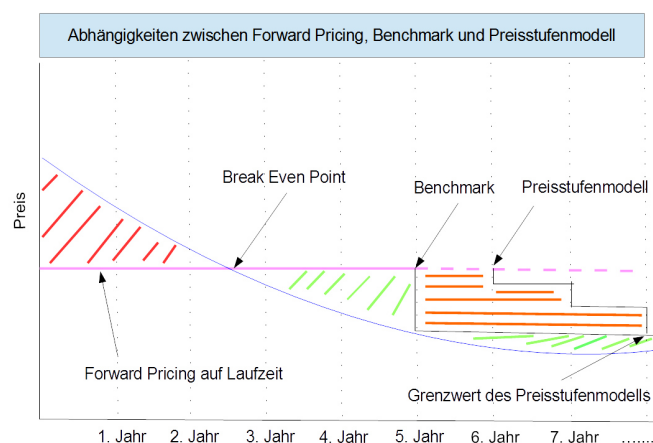 Abhängigkeiten zwischen Forward Pricing, Benchmark und Preisstufenmodell
Preis
Break Even Point
Benchmark
Preisstufenmodell
Forward Pricing auf Laufzeit
Grenzwert des Preisstufenmodells
1. Jahr 2. Jahr 3. Jahr 4. Jahr 5. Jahr 6. Jahr 7. Jahr ........